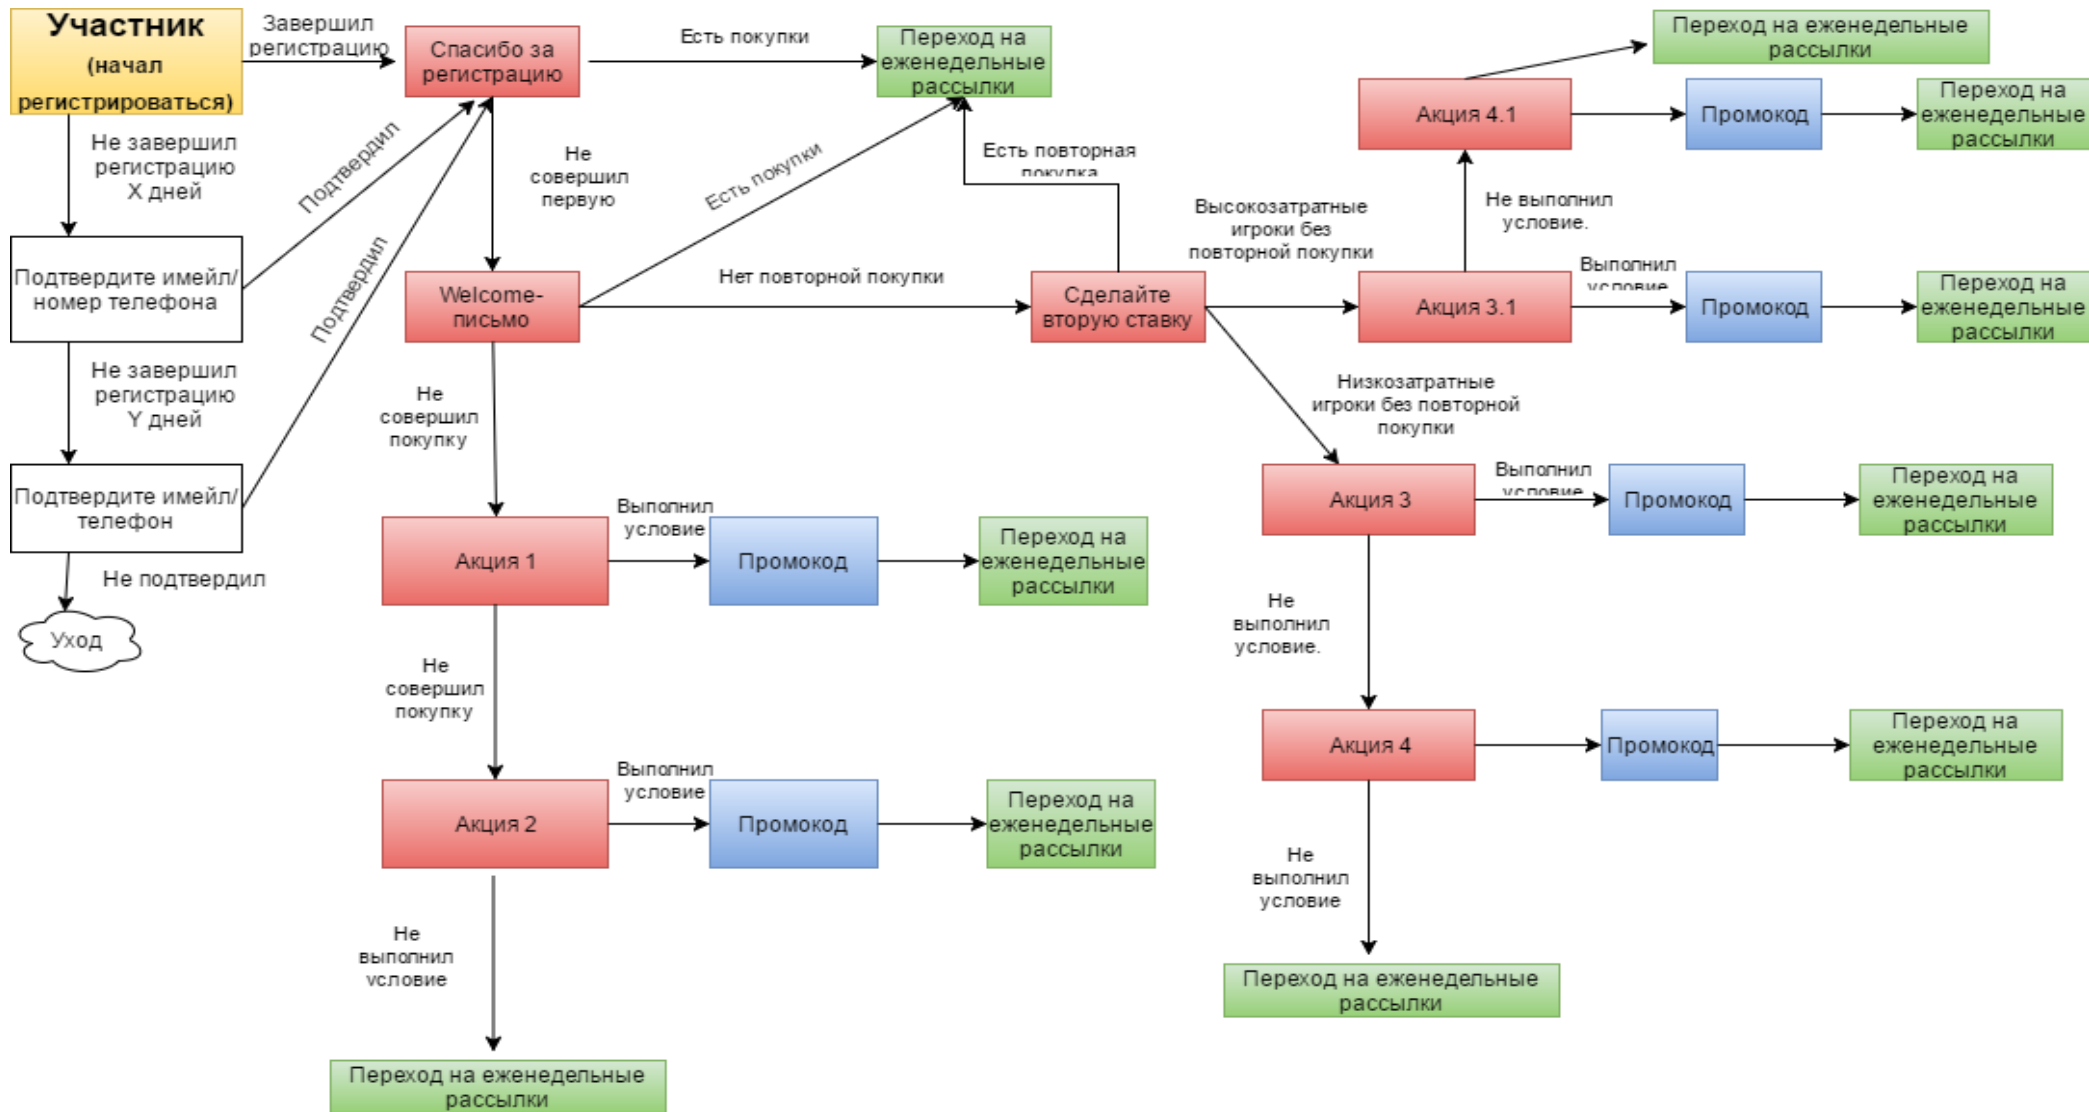 Участник
(начал
регистрироваться)
Завершил
регистрацию
Спасибо за
регистрацию
Есть покупки
Переход на
еженедельные
рассылки
Не завершил
регистрацию
X дней
Подтвердил
Подтвердил
Не
совершил
первую
Есть покупки
Есть повторная
покупка
Подтвердите имейл/
номер телефона
Welcome-
письмо
Нет повторной покупки
Сделайте
вторую ставку
Высокозатратные
игроки без
повторной покупки
Акция 3.1
Выполнил
условие
Промокод
Переход на
еженедельные
рассылки
Не выполнил
условие.
Акция 4.1
Переход на еженедельные
рассылки
Промокод
Переход на
еженедельные
рассылки
Не завершил
регистрацию
Y дней
Подтвердите имейл/
телефон
Не подтвердил
Уход
Не
совершил
покупку
Акция 1
Выполнил
условие
Промокод
Переход на
еженедельные
рассылки
Не
совершил
покупку
Акция 2
Выполнил
условие
Промокод
Переход на
еженедельные
рассылки
Не
выполнил
условие
Переход на еженедельные
рассылки
Низкозатратные
игроки без повторной
покупки
Акция 3
Выполнил
условие
Промокод
Переход на
еженедельные
рассылки
Не
выполнил
условие.
Акция 4
Промокод
Переход на
еженедельные
рассылки
Не
выполнил
условие
Переход на еженедельные
рассылки